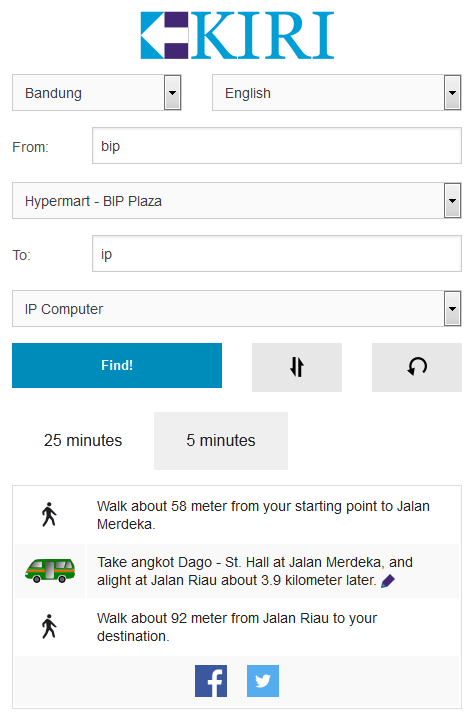 KIRI
Bandung
English
From:
bip
Hypermart - BIP Plaza
To:
ip
IP Computer
Find!
25 minutes
5 minutes
Walk about 58 meter from your starting point to Jalan
Merdeka.
Take angkot Dago - St. Hall at Jalan Merdeka, and
alight at Jalan Riau about 3.9 kilometer later.
Walk about 92 meter from Jalan Riau to your
destination.